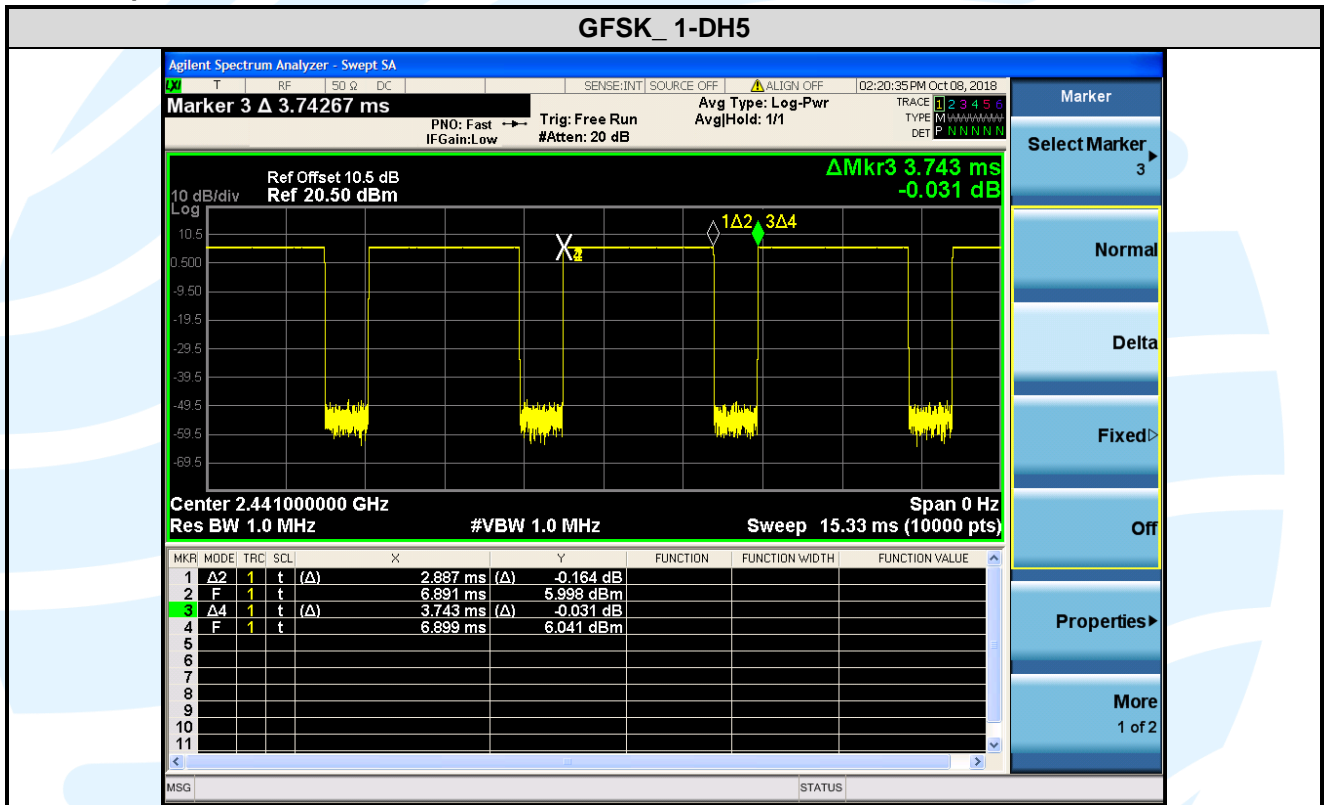 GFSK_ 1-DH5
Agilent Spectrum Analyzer - Swept SA
LXI T RF 50 Ω DC SENSE:INT SOURCE OFF ALIGN OFF 02:20:35 PM Oct 08, 2018
Marker 3 Δ 3.74267 ms
PNO: Fast
IFGain:Low
Trig: Free Run
#Atten: 20 dB
Avg Type: Log-Pwr
Avg|Hold: 1/1
TRACE 1 2 3 4 5 6
TYPE M
DET P N N N N N
ΔMkr3 3.743 ms
-0.031 dB
Ref Offset 10.5 dB
10 dB/div Ref 20.50 dBm
Log
10.5
0.500
-9.50
-19.5
-29.5
-39.5
-49.5
-59.5
-69.5
1Δ2 3Δ4
Center 2.441000000 GHz Span 0 Hz
Res BW 1.0 MHz #VBW 1.0 MHz Sweep 15.33 ms (10000 pts)
MKR MODE TRC SCL X Y FUNCTION FUNCTION WIDTH FUNCTION VALUE
1 Δ2 1 t (Δ) 2.887 ms (Δ) -0.164 dB
2 F 1 t 6.891 ms 5.998 dBm
3 Δ4 1 t (Δ) 3.743 ms (Δ) -0.031 dB
4 F 1 t 6.899 ms 6.041 dBm
5
6
7
8
9
10
11
MSG STATUS
Marker
Select Marker
3
Normal
Delta
Fixed
Off
Properties
More
1 of 2